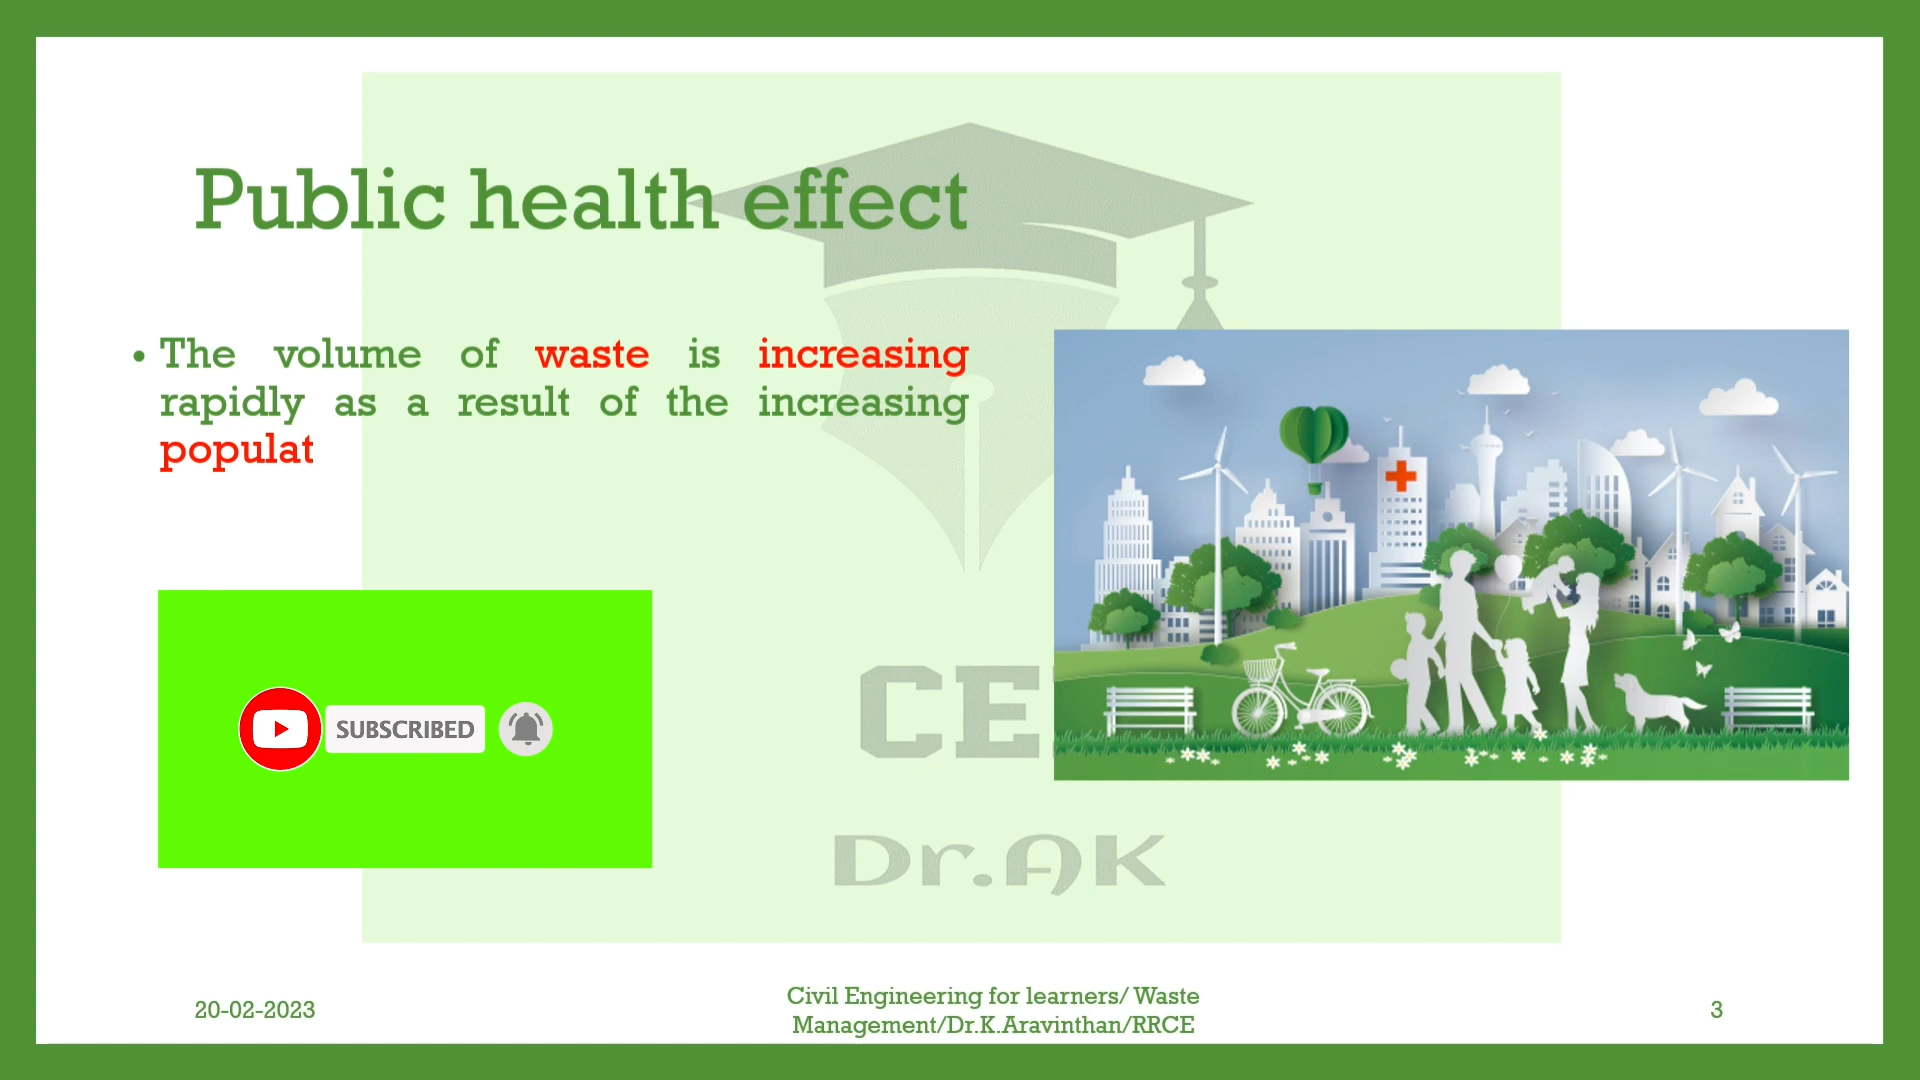 Public health effect
• The volume of waste is increasing
rapidly as a result of the increasing
populat
SUBSCRIBED
CE
Dr.AK
20-02-2023
Civil Engineering for learners/ Waste
Management/Dr.K.Aravinthan/RRCE
3